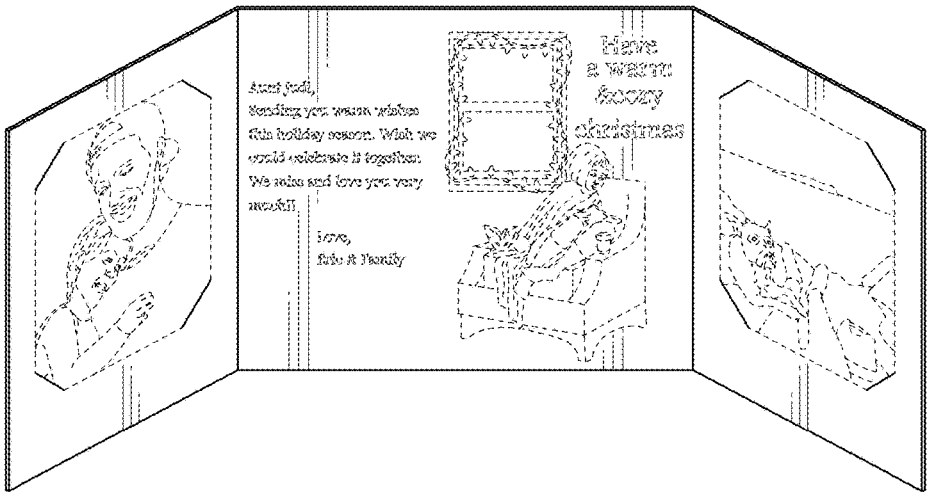 Aunt Judi,
Sending you warm wishes
this holiday season. Wish we
could celebrate it together.
We miss and love you very
much!!
Love,
Eric & Family
Have
a warm
&cozy
christmas